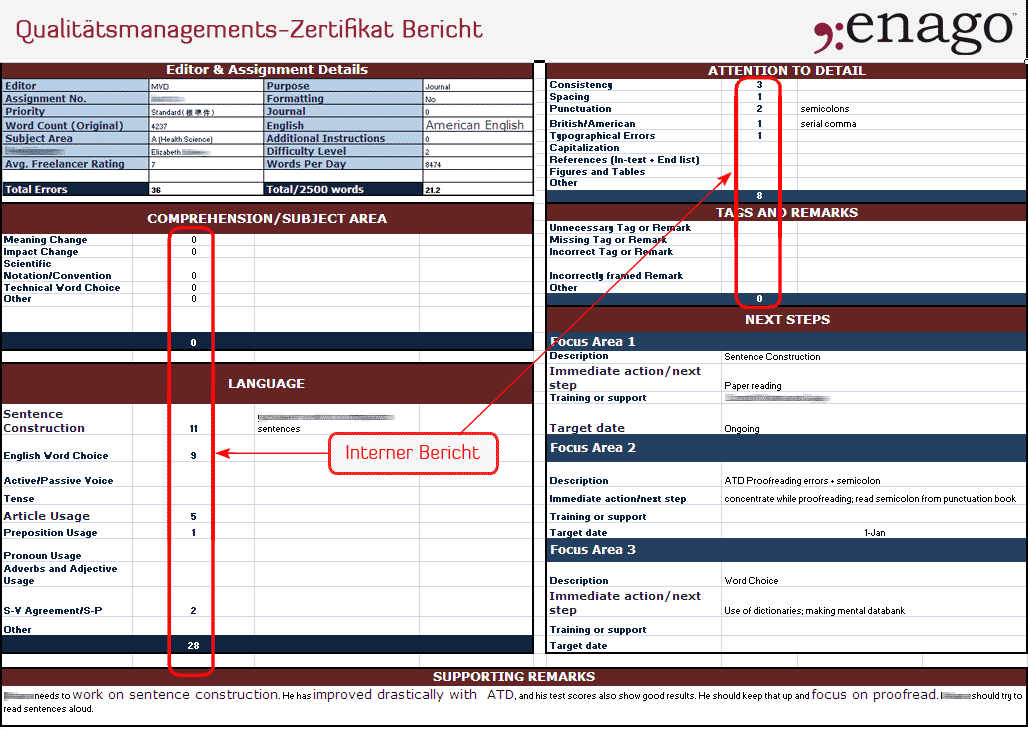 Qualitätsmanagements-Zertifikat Bericht
enago™
Editor & Assignment Details
Editor MVD Purpose Journal
Assignment No. Formatting No
Priority Standard(標準件) Journal 0
Word Count (Original) 4237 English American English
Subject Area A (Health Science) Additional Instructions 0
Elizabeth Difficulty Level 2
Avg. Freelancer Rating 7 Words Per Day 8474
Total Errors 36 Total/2500 words 21.2
COMPREHENSION/SUBJECT AREA
Meaning Change 0
Impact Change 0
Scientific
Notation/Convention 0
Technical Word Choice 0
Other 0
0
LANGUAGE
Sentence
Construction 11 sentences
English Word Choice 9
Active/Passive Voice
Tense
Article Usage 5
Preposition Usage 1
Pronoun Usage
Adverbs and Adjective
Usage
S-V Agreement/S-P 2
Other
28
Interner Bericht
ATTENTION TO DETAIL
Consistency 3
Spacing 1
Punctuation 2 semicolons
British/American 1 serial comma
Typographical Errors 1
Capitalization
References (In-text + End list)
Figures and Tables
Other
8
TAGS AND REMARKS
Unnecessary Tag or Remark
Missing Tag or Remark
Incorrect Tag or Remark
Incorrectly framed Remark
Other
0
NEXT STEPS
Focus Area 1
Description Sentence Construction
Immediate action/next
step Paper reading
Training or support
Target date Ongoing
Focus Area 2
Description ATD Proofreading errors + semicolon
Immediate action/next step concentrate while proofreading; read semicolon from punctuation book
Training or support
Target date 1-Jan
Focus Area 3
Description Word Choice
Immediate action/next
step Use of dictionaries; making mental databank
Training or support
Target date
SUPPORTING REMARKS
needs to work on sentence construction. He has improved drastically with ATD, and his test scores also show good results. He should keep that up and focus on proofread. should try to
read sentences aloud.